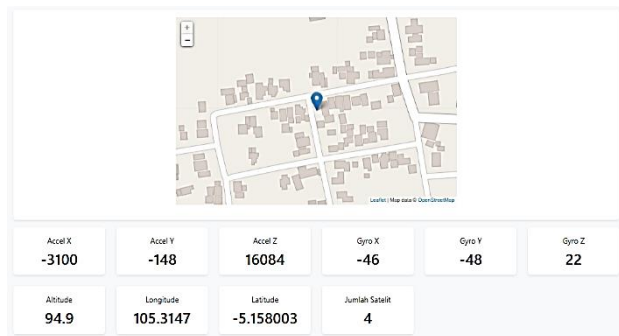 +
−
Leaflet | Map data © OpenStreetMap
Accel X
-3100
Accel Y
-148
Accel Z
16084
Gyro X
-46
Gyro Y
-48
Gyro Z
22
Altitude
94.9
Longitude
105.3147
Latitude
-5.158003
Jumlah Satelit
4